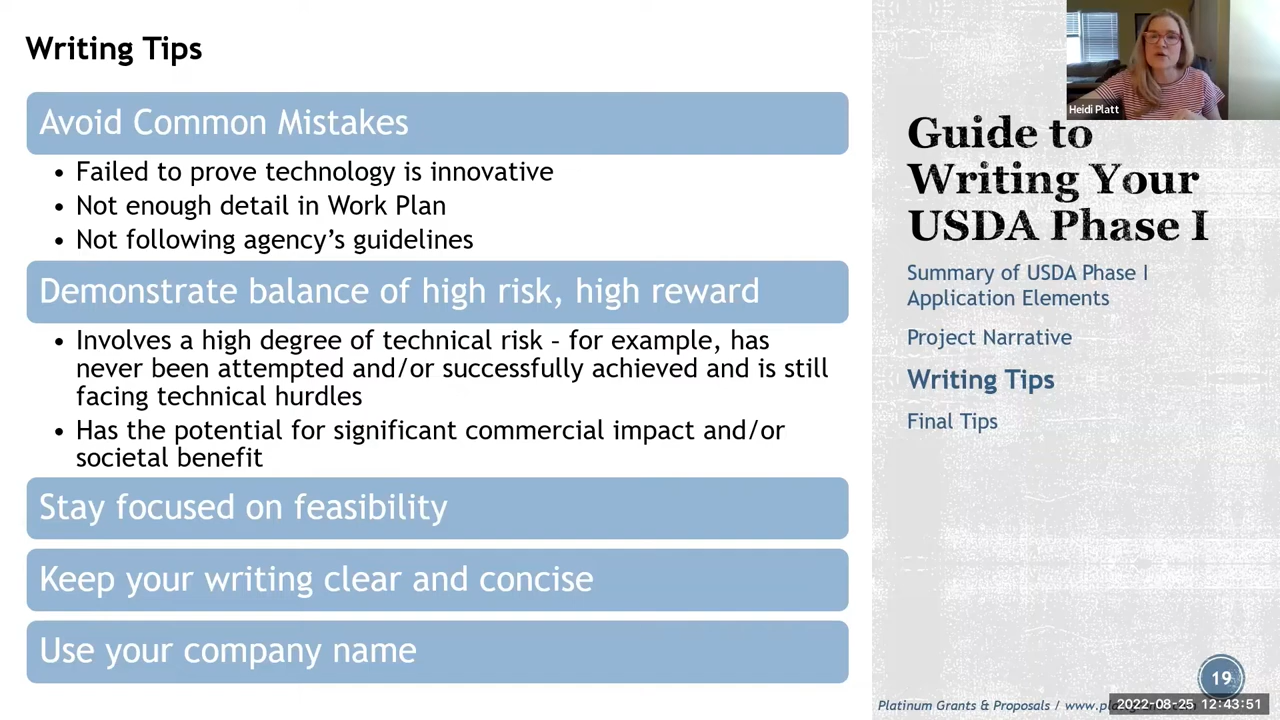 Writing Tips
Avoid Common Mistakes
• Failed to prove technology is innovative
• Not enough detail in Work Plan
• Not following agency’s guidelines
Demonstrate balance of high risk, high reward
• Involves a high degree of technical risk – for example, has
never been attempted and/or successfully achieved and is still
facing technical hurdles
• Has the potential for significant commercial impact and/or
societal benefit
Stay focused on feasibility
Keep your writing clear and concise
Use your company name
Heidi Platt
Guide to
Writing Your
USDA Phase I
Summary of USDA Phase I
Application Elements
Project Narrative
Writing Tips
Final Tips
19
Platinum Grants & Proposals / www.
2022-08-25 12:43:51